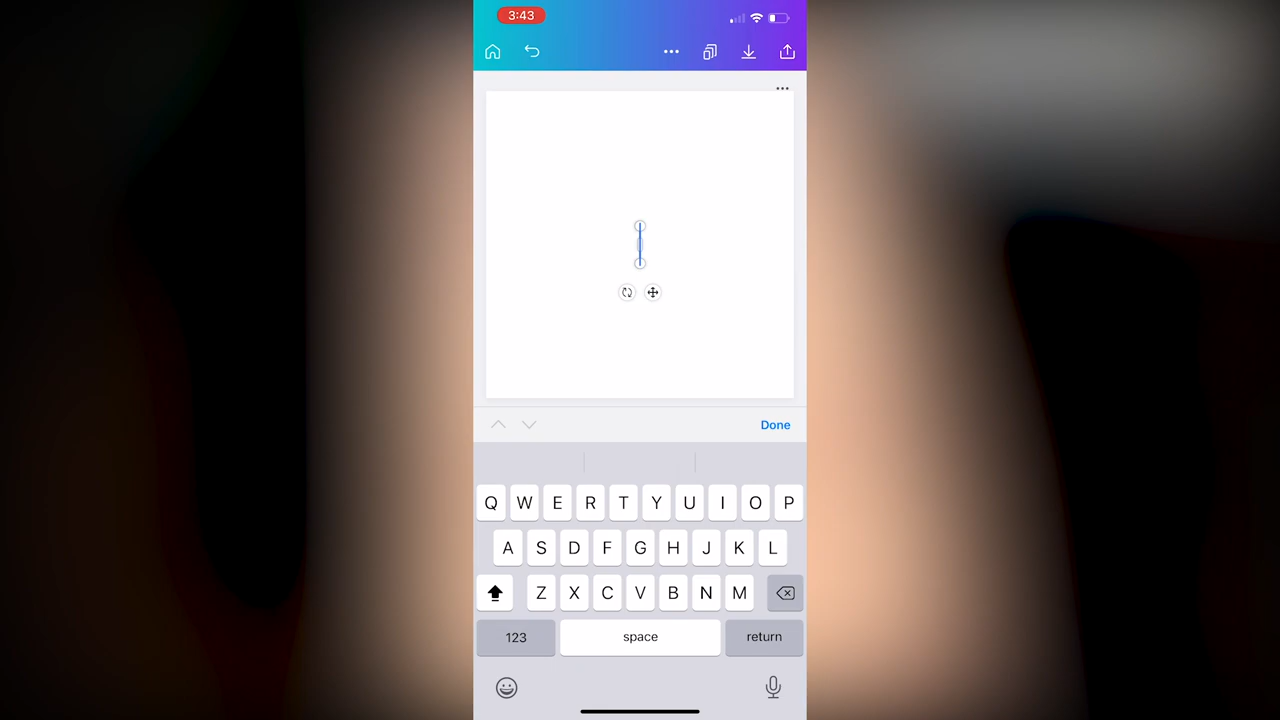 3:43
Done
Q W E R T Y U I O P
A S D F G H J K L
Z X C V B N M
123 space return